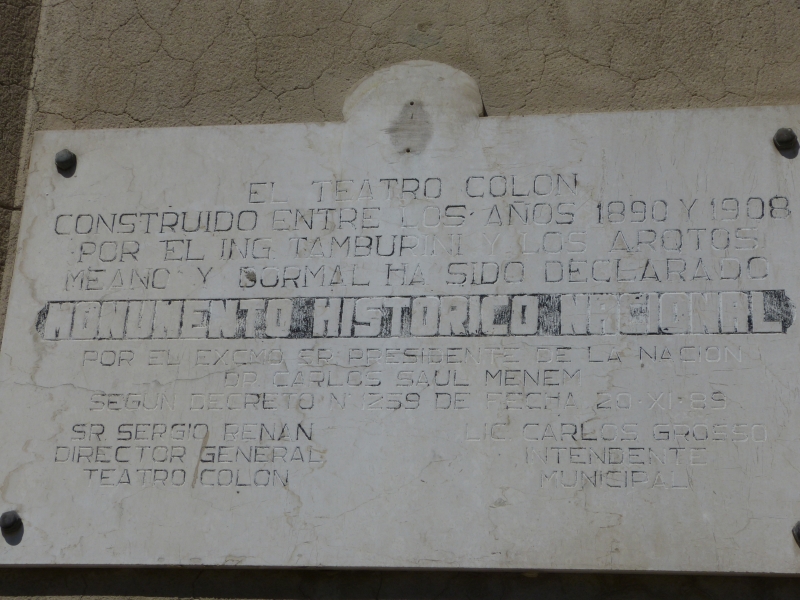 EL TEATRO COLON
CONSTRUIDO ENTRE LOS AÑOS 1890 Y 1908
POR EL ING. TAMBURINI Y LOS ARQTOS
MEANO Y DORMAL HA SIDO DECLARADO
MONUMENTO HISTORICO NACIONAL
POR EL EXCMO SR PRESIDENTE DE LA NACION
DR. CARLOS SAUL MENEM
SEGUN DECRETO Nº 259 DE FECHA 20-XI-89
SR. SERGIO RENAN
DIRECTOR GENERAL
TEATRO COLON
LIC. CARLOS GROSSO
INTENDENTE
MUNICIPAL